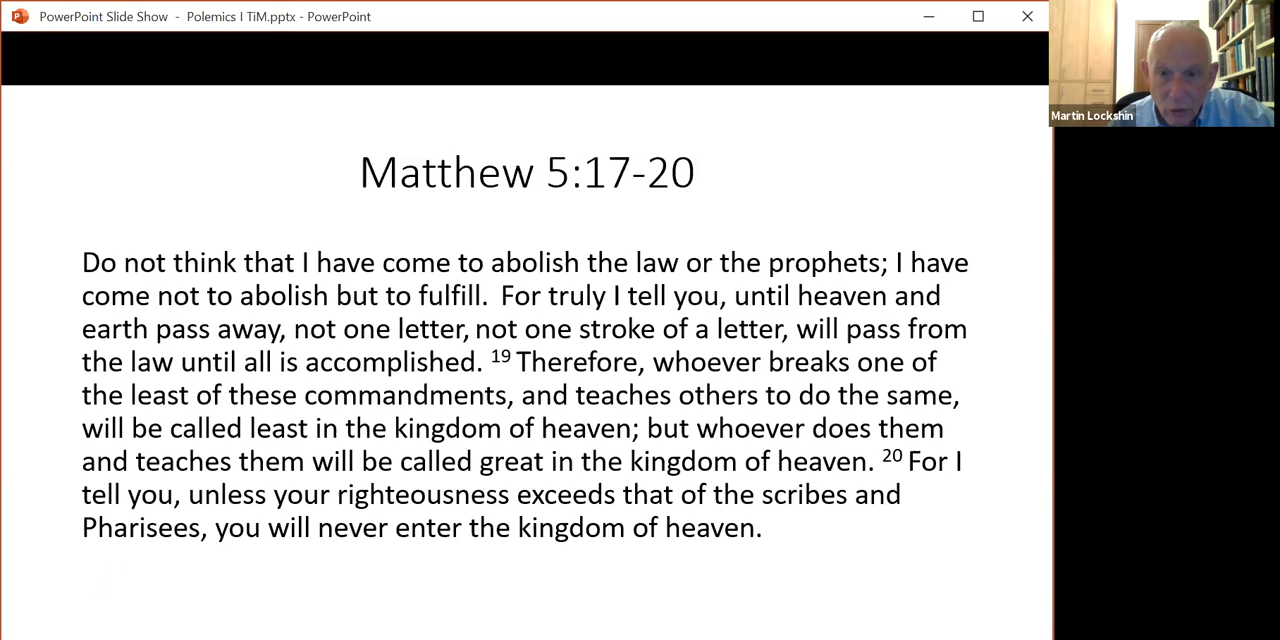 PowerPoint Slide Show - Polemics I TiM.pptx - PowerPoint
Martin Lockshin
Matthew 5:17-20
Do not think that I have come to abolish the law or the prophets; I have
come not to abolish but to fulfill. For truly I tell you, until heaven and
earth pass away, not one letter, not one stroke of a letter, will pass from
the law until all is accomplished. 19 Therefore, whoever breaks one of
the least of these commandments, and teaches others to do the same,
will be called least in the kingdom of heaven; but whoever does them
and teaches them will be called great in the kingdom of heaven. 20 For I
tell you, unless your righteousness exceeds that of the scribes and
Pharisees, you will never enter the kingdom of heaven.